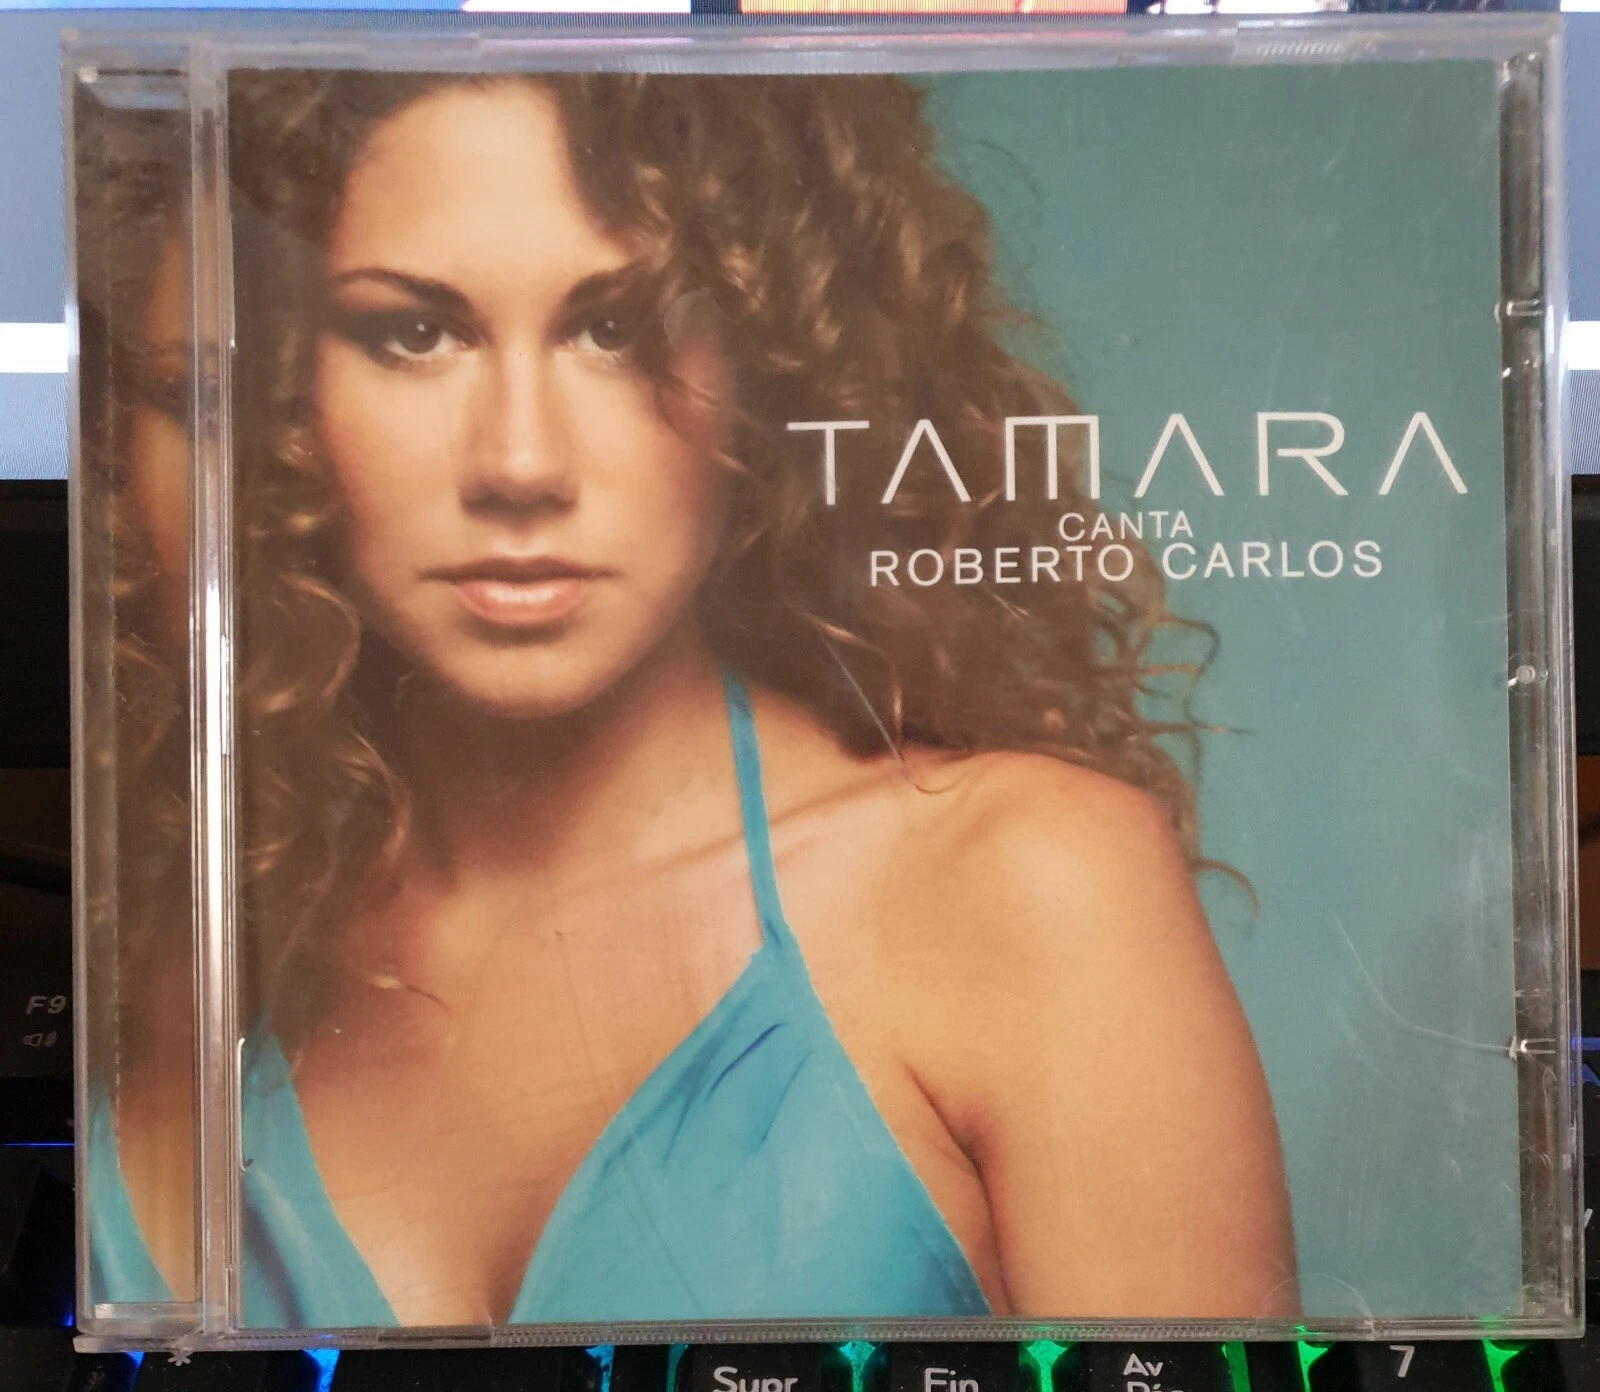 TAMARA
CANTA
ROBERTO CARLOS
F9
*
Supr
Fin
Av
7